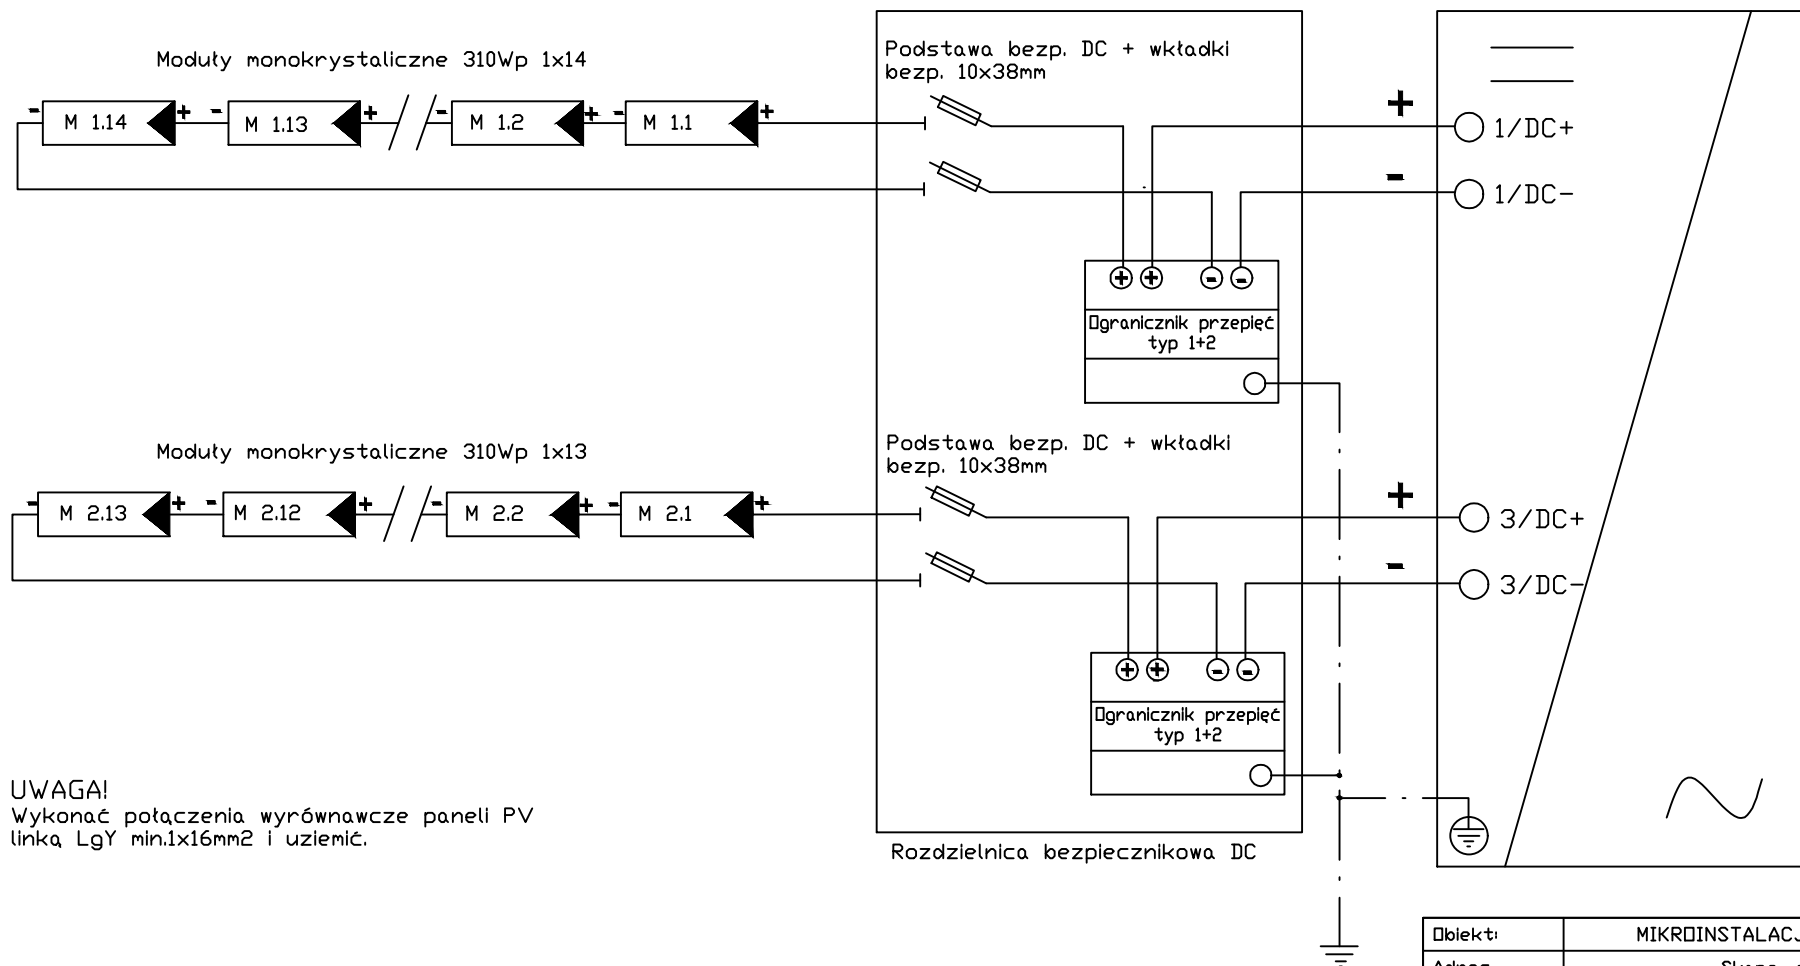 Moduły monokrystaliczne 310Wp 1x14
- M 1.14 + - M 1.13 + - M 1.2 + - M 1.1 +
Podstawa bezp. DC + wkładki
bezp. 10x38mm
+
1/DC+
-
1/DC-
+ + - -
Ogranicznik przepięć
typ 1+2
Moduły monokrystaliczne 310Wp 1x13
- M 2.13 + - M 2.12 + - M 2.2 + - M 2.1 +
Podstawa bezp. DC + wkładki
bezp. 10x38mm
+
3/DC+
-
3/DC-
+ + - -
Ogranicznik przepięć
typ 1+2
UWAGA!
Wykonać połączenia wyrównawcze paneli PV
linką LgY min.1x16mm2 i uziemić.
Rozdzielnica bezpiecznikowa DC
Obiekt: MIKROINSTALACJ